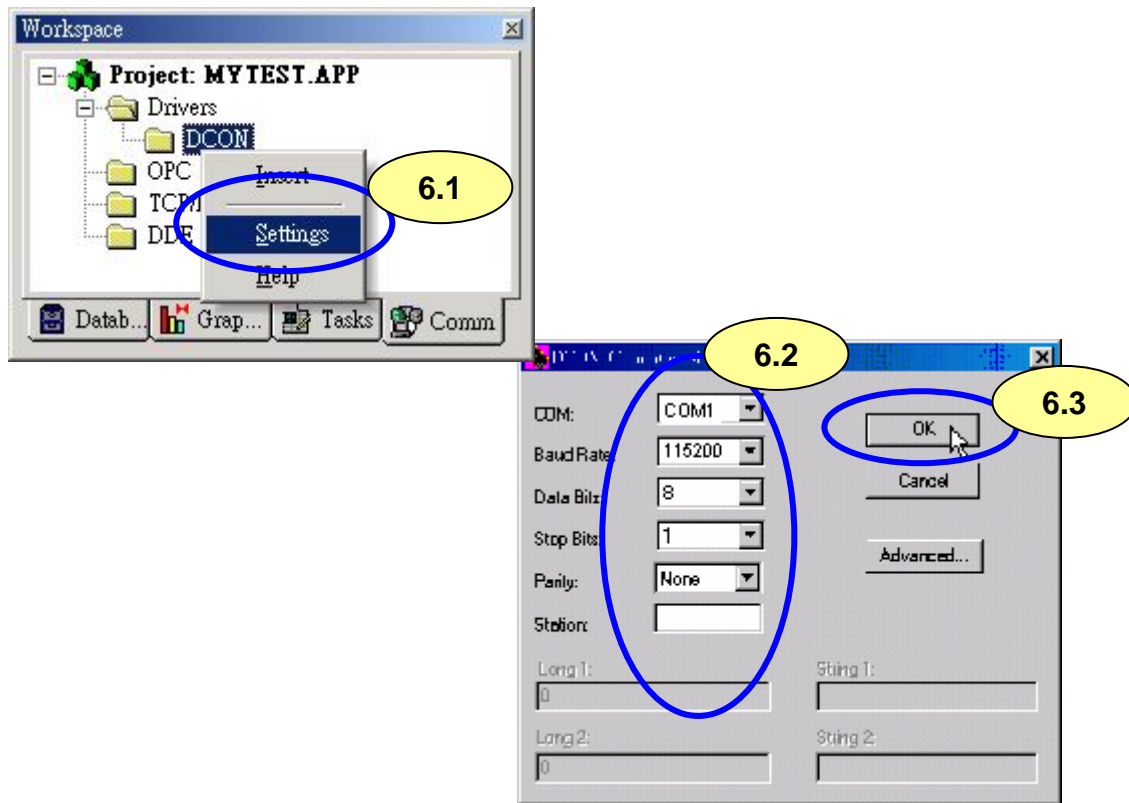 Workspace
Project: MYTEST.APP
Drivers
DCON
OPC
DDE
Insert
Settings
Help
6.1
Datab...
Grap...
Tasks
Comm
6.2
6.3
COM:
COM1
Baud Rate:
115200
Data Bits:
8
Stop Bits:
1
Parity:
None
Station:
OK
Cancel
Advanced...
Long 1:
0
String 1:
Long 2:
0
String 2: